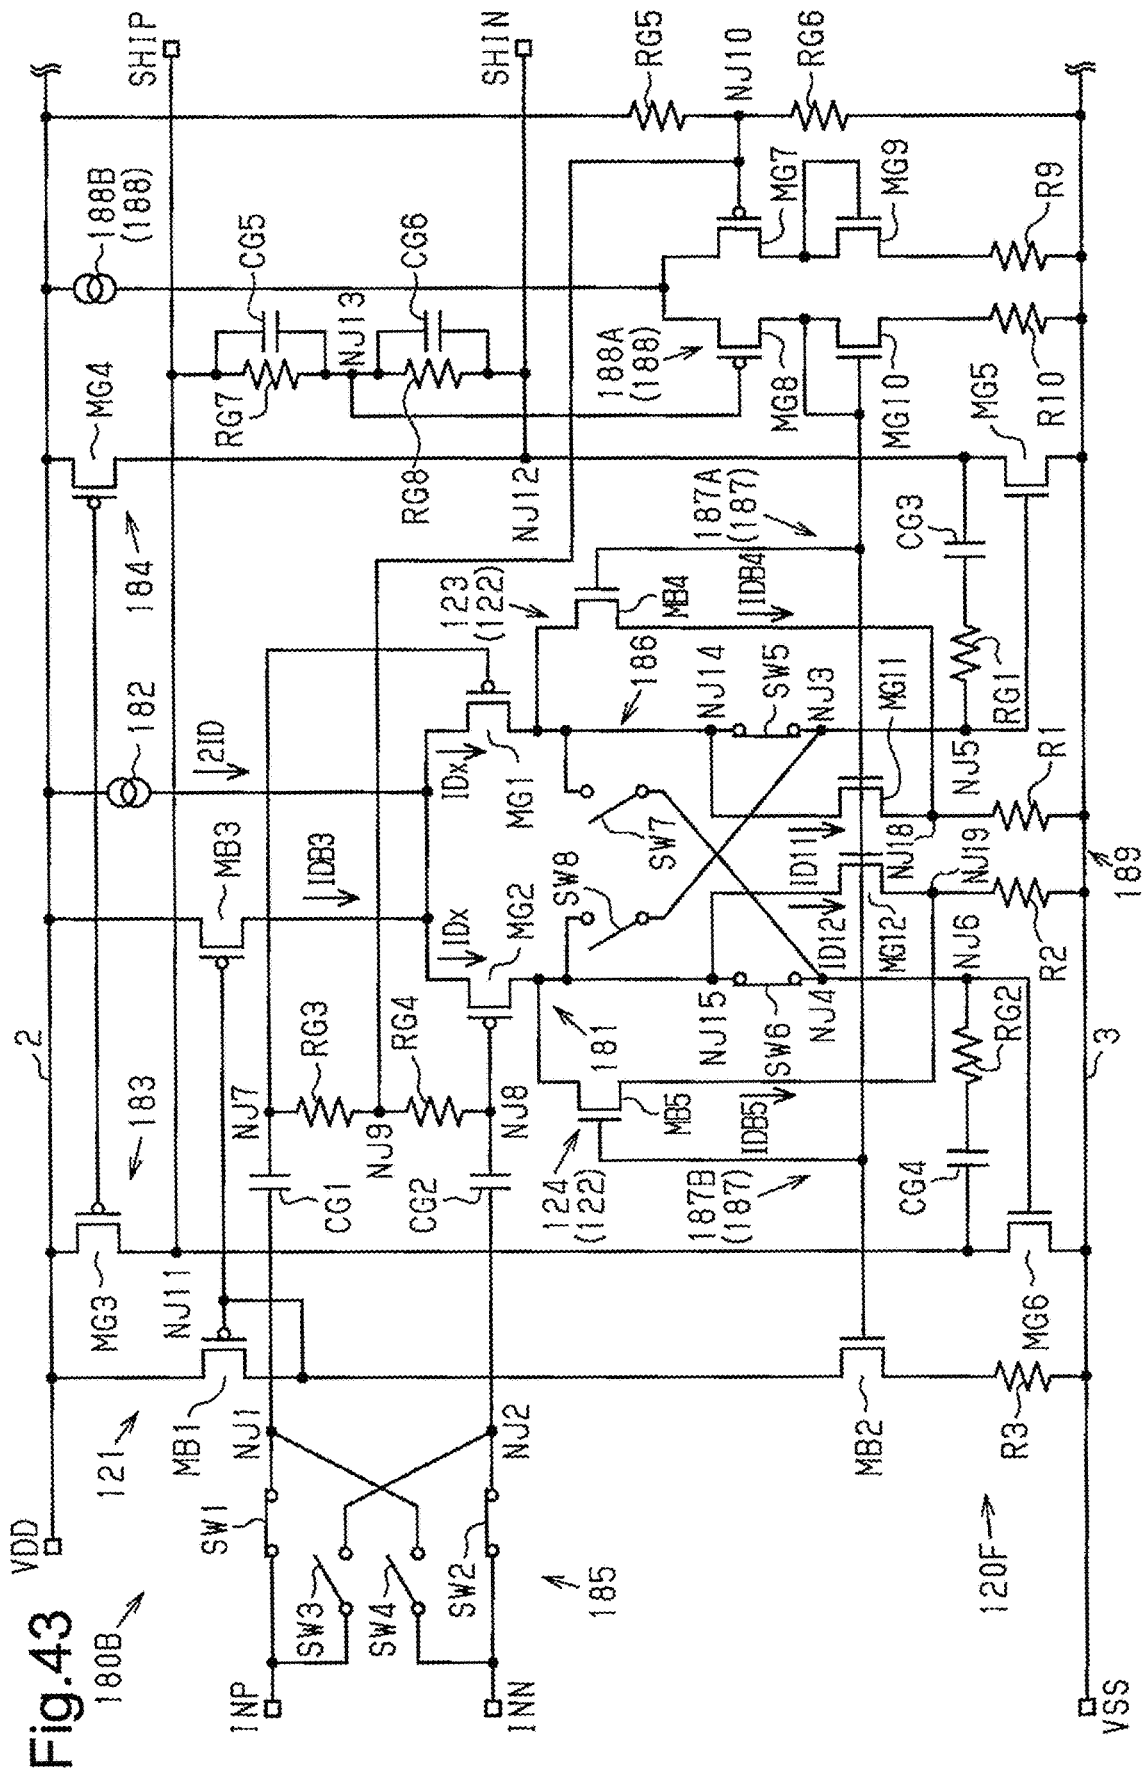 Fig.43
180B
VDD
2
121
MB1
MG3
183
MB3
182
184
MG4
188B
(188)
SHIP
INP
SW1
NJ1
NJ11
CG1
NJ7
RG3
IDB3
2ID
RG7
CG5
NJ13
CG6
RG8
SHIN
SW3
SW4
SW2
INN
185
NJ2
CG2
NJ9
RG4
NJ8
IDx
MG2
IDx
MG1
123
(122)
NJ12
RG5
NJ10
RG6
124
(122)
MB5
IDB5
181
SW8
SW7
186
MB4
IDB4
187A
(187)
188A
(188)
MG8
MG7
187B
(187)
NJ15
SW6
NJ4
NJ14
SW5
NJ3
MG10
MG9
MB2
CG4
RG2
NJ6
ID12
MG12
ID11
MG11
NJ18
NJ19
NJ5
RG1
CG3
MG5
R10
R9
120F
R3
MG6
R2
R1
3
189
VSS